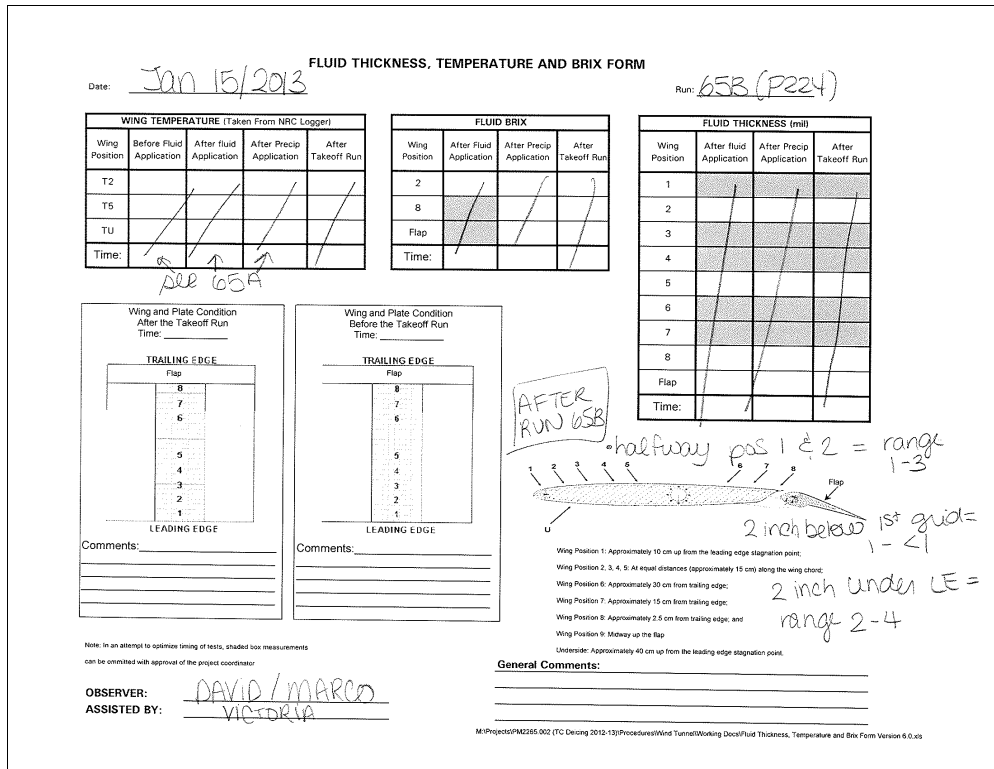 FLUID THICKNESS, TEMPERATURE AND BRIX FORM
Date: Jan 15/2013
Run: 65B (P224)
WING TEMPERATURE (Taken From NRC Logger)
Wing Position Before Fluid Application After fluid Application After Precip Application After Takeoff Run
T2
T5
TU
Time:
see 65A
FLUID BRIX
Wing Position After Fluid Application After Precip Application After Takeoff Run
2
8
Flap
Time:
FLUID THICKNESS (mil)
Wing Position After fluid Application After Precip Application After Takeoff Run
1
2
3
4
5
6
7
8
Flap
Time:
Wing and Plate Condition
After the Takeoff Run
Time:
TRAILING EDGE
Flap
8
7
6
5
4
3
2
1
LEADING EDGE
Comments:
Wing and Plate Condition
Before the Takeoff Run
Time:
TRAILING EDGE
Flap
8
7
6
5
4
3
2
1
LEADING EDGE
Comments:
AFTER
RUN 65B
halfway pos 1 & 2 = range
1-3
1 2 3 4 5 6 7 8
Flap
U
2 inch below 1st grid =
1 - <1
2 inch under LE =
range 2-4
Wing Position 1: Approximately 10 cm up from the leading edge stagnation point;
Wing Position 2, 3, 4, 5: At equal distances (approximately 15 cm) along the wing chord;
Wing Position 6: Approximately 30 cm from trailing edge;
Wing Position 7: Approximately 15 cm from trailing edge;
Wing Position 8: Approximately 2.5 cm from trailing edge; and
Wing Position 9: Midway up the flap
Underside: Approximately 40 cm up from the leading edge stagnation point.
Note: In an attempt to optimize timing of tests, shaded box measurements
can be ommitted with approval of the project coordinator
General Comments:
OBSERVER: DAVID / MARCO
ASSISTED BY: VICTORIA
M:\Projects\PM2265.002 (TC Deicing 2012-13)\Procedures\Wind Tunnel\Working Docs\Fluid Thickness, Temperature and Brix Form Version 6.0.xls